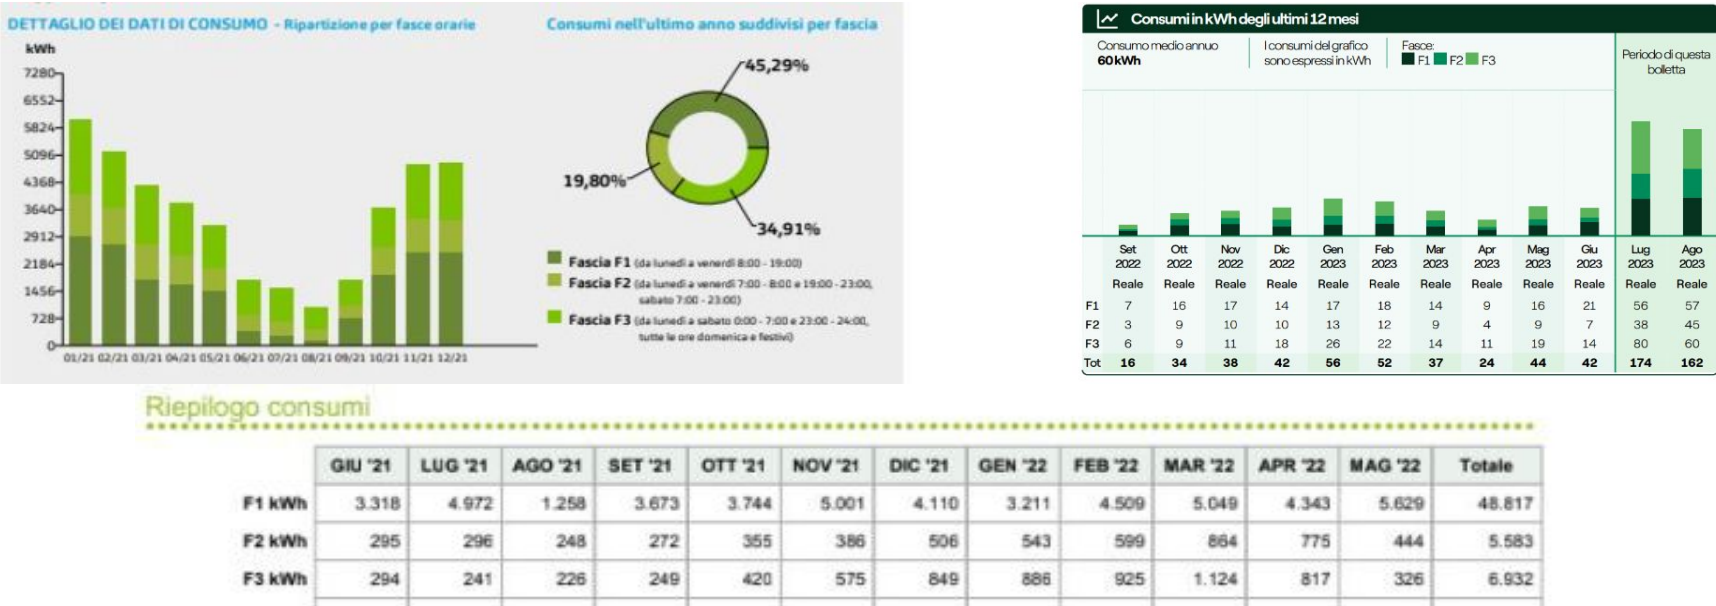 DETTAGLIO DEI DATI DI CONSUMO - Ripartizione per fasce orarie
kWh
7280
6552
5824
5096
4368
3640
2912
2184
1456
728
0
01/21 02/21 03/21 04/21 05/21 06/21 07/21 08/21 09/21 10/21 11/21 12/21
Consumi nell'ultimo anno suddivisi per fascia
45,29%
19,80%
34,91%
Fascia F1 (da lunedì a venerdì 8:00 - 19:00)
Fascia F2 (da lunedì a venerdì 7:00 - 8:00 e 19:00 - 23:00,
sabato 7:00 - 23:00)
Fascia F3 (da lunedì a sabato 0:00 - 7:00 e 23:00 - 24:00,
tutte le ore domenica e festivi)
Consumi in kWh degli ultimi 12 mesi
Consumo medio annuo
60 kWh
I consumi del grafico
sono espressi in kWh
Fasce:
F1 F2 F3
Periodo di questa
bolletta
Set Ott Nov Dic Gen Feb Mar Apr Mag Giu Lug Ago
2022 2022 2022 2022 2023 2023 2023 2023 2023 2023 2023 2023
Reale Reale Reale Reale Reale Reale Reale Reale Reale Reale Reale Reale
F1 7 16 17 14 17 18 14 9 16 21 56 57
F2 3 9 10 10 13 12 9 4 9 7 38 45
F3 6 9 11 18 26 22 14 11 19 14 80 60
Tot 16 34 38 42 56 52 37 24 44 42 174 162
Riepilogo consumi
GIU '21 LUG '21 AGO '21 SET '21 OTT '21 NOV '21 DIC '21 GEN '22 FEB '22 MAR '22 APR '22 MAG '22 Totale
F1 kWh 3.318 4.972 1.258 3.673 3.744 5.001 4.110 3.211 4.509 5.049 4.343 5.629 48.817
F2 kWh 295 296 248 272 355 386 506 543 599 864 775 444 5.583
F3 kWh 294 241 226 249 420 575 849 886 925 1.124 817 326 6.932